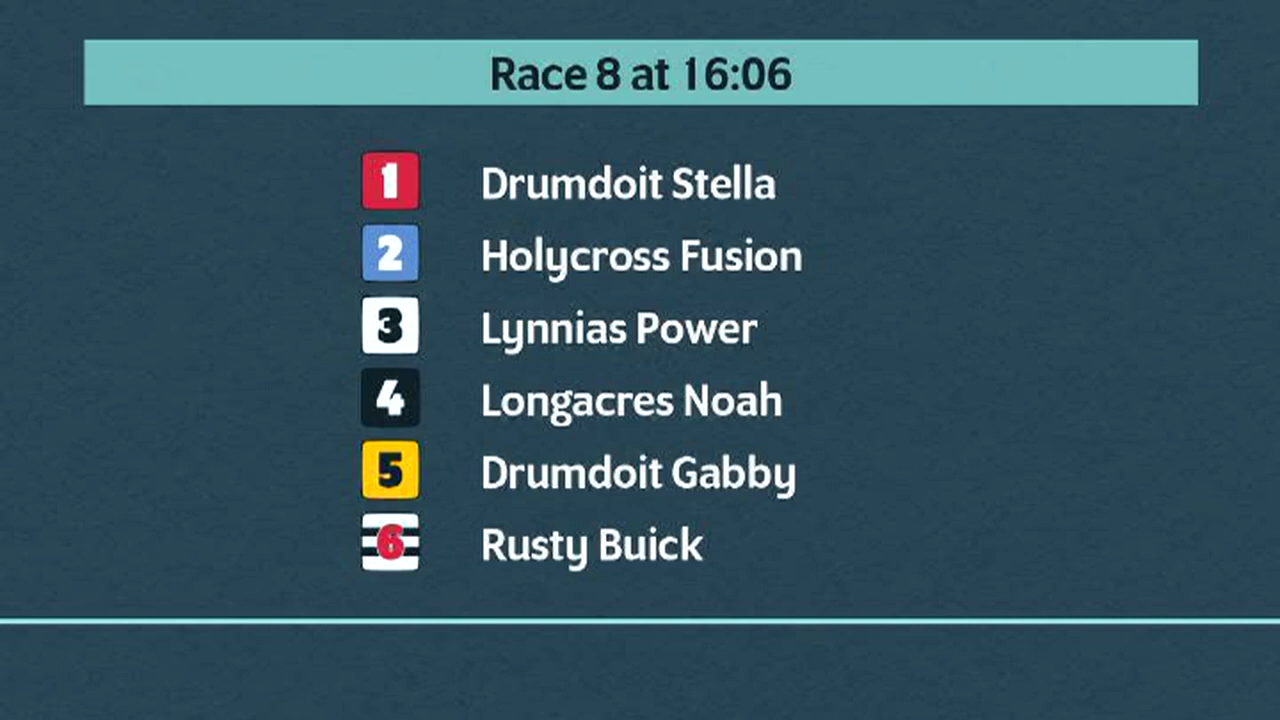 Race 8 at 16:06
1 Drumdoit Stella
2 Holycross Fusion
3 Lynnias Power
4 Longacres Noah
5 Drumdoit Gabby
6 Rusty Buick